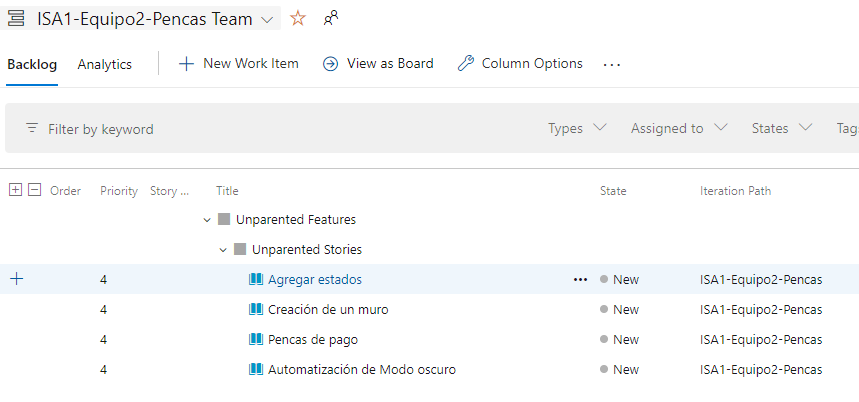 ISA1-Equipo2-Pencas Team
Backlog Analytics New Work Item View as Board Column Options ...
Filter by keyword Types Assigned to States Tags
Order Priority Story ... Title State Iteration Path
Unparented Features
Unparented Stories
4 Agregar estados ... New ISA1-Equipo2-Pencas
4 Creación de un muro New ISA1-Equipo2-Pencas
4 Pencas de pago New ISA1-Equipo2-Pencas
4 Automatización de Modo oscuro New ISA1-Equipo2-Pencas